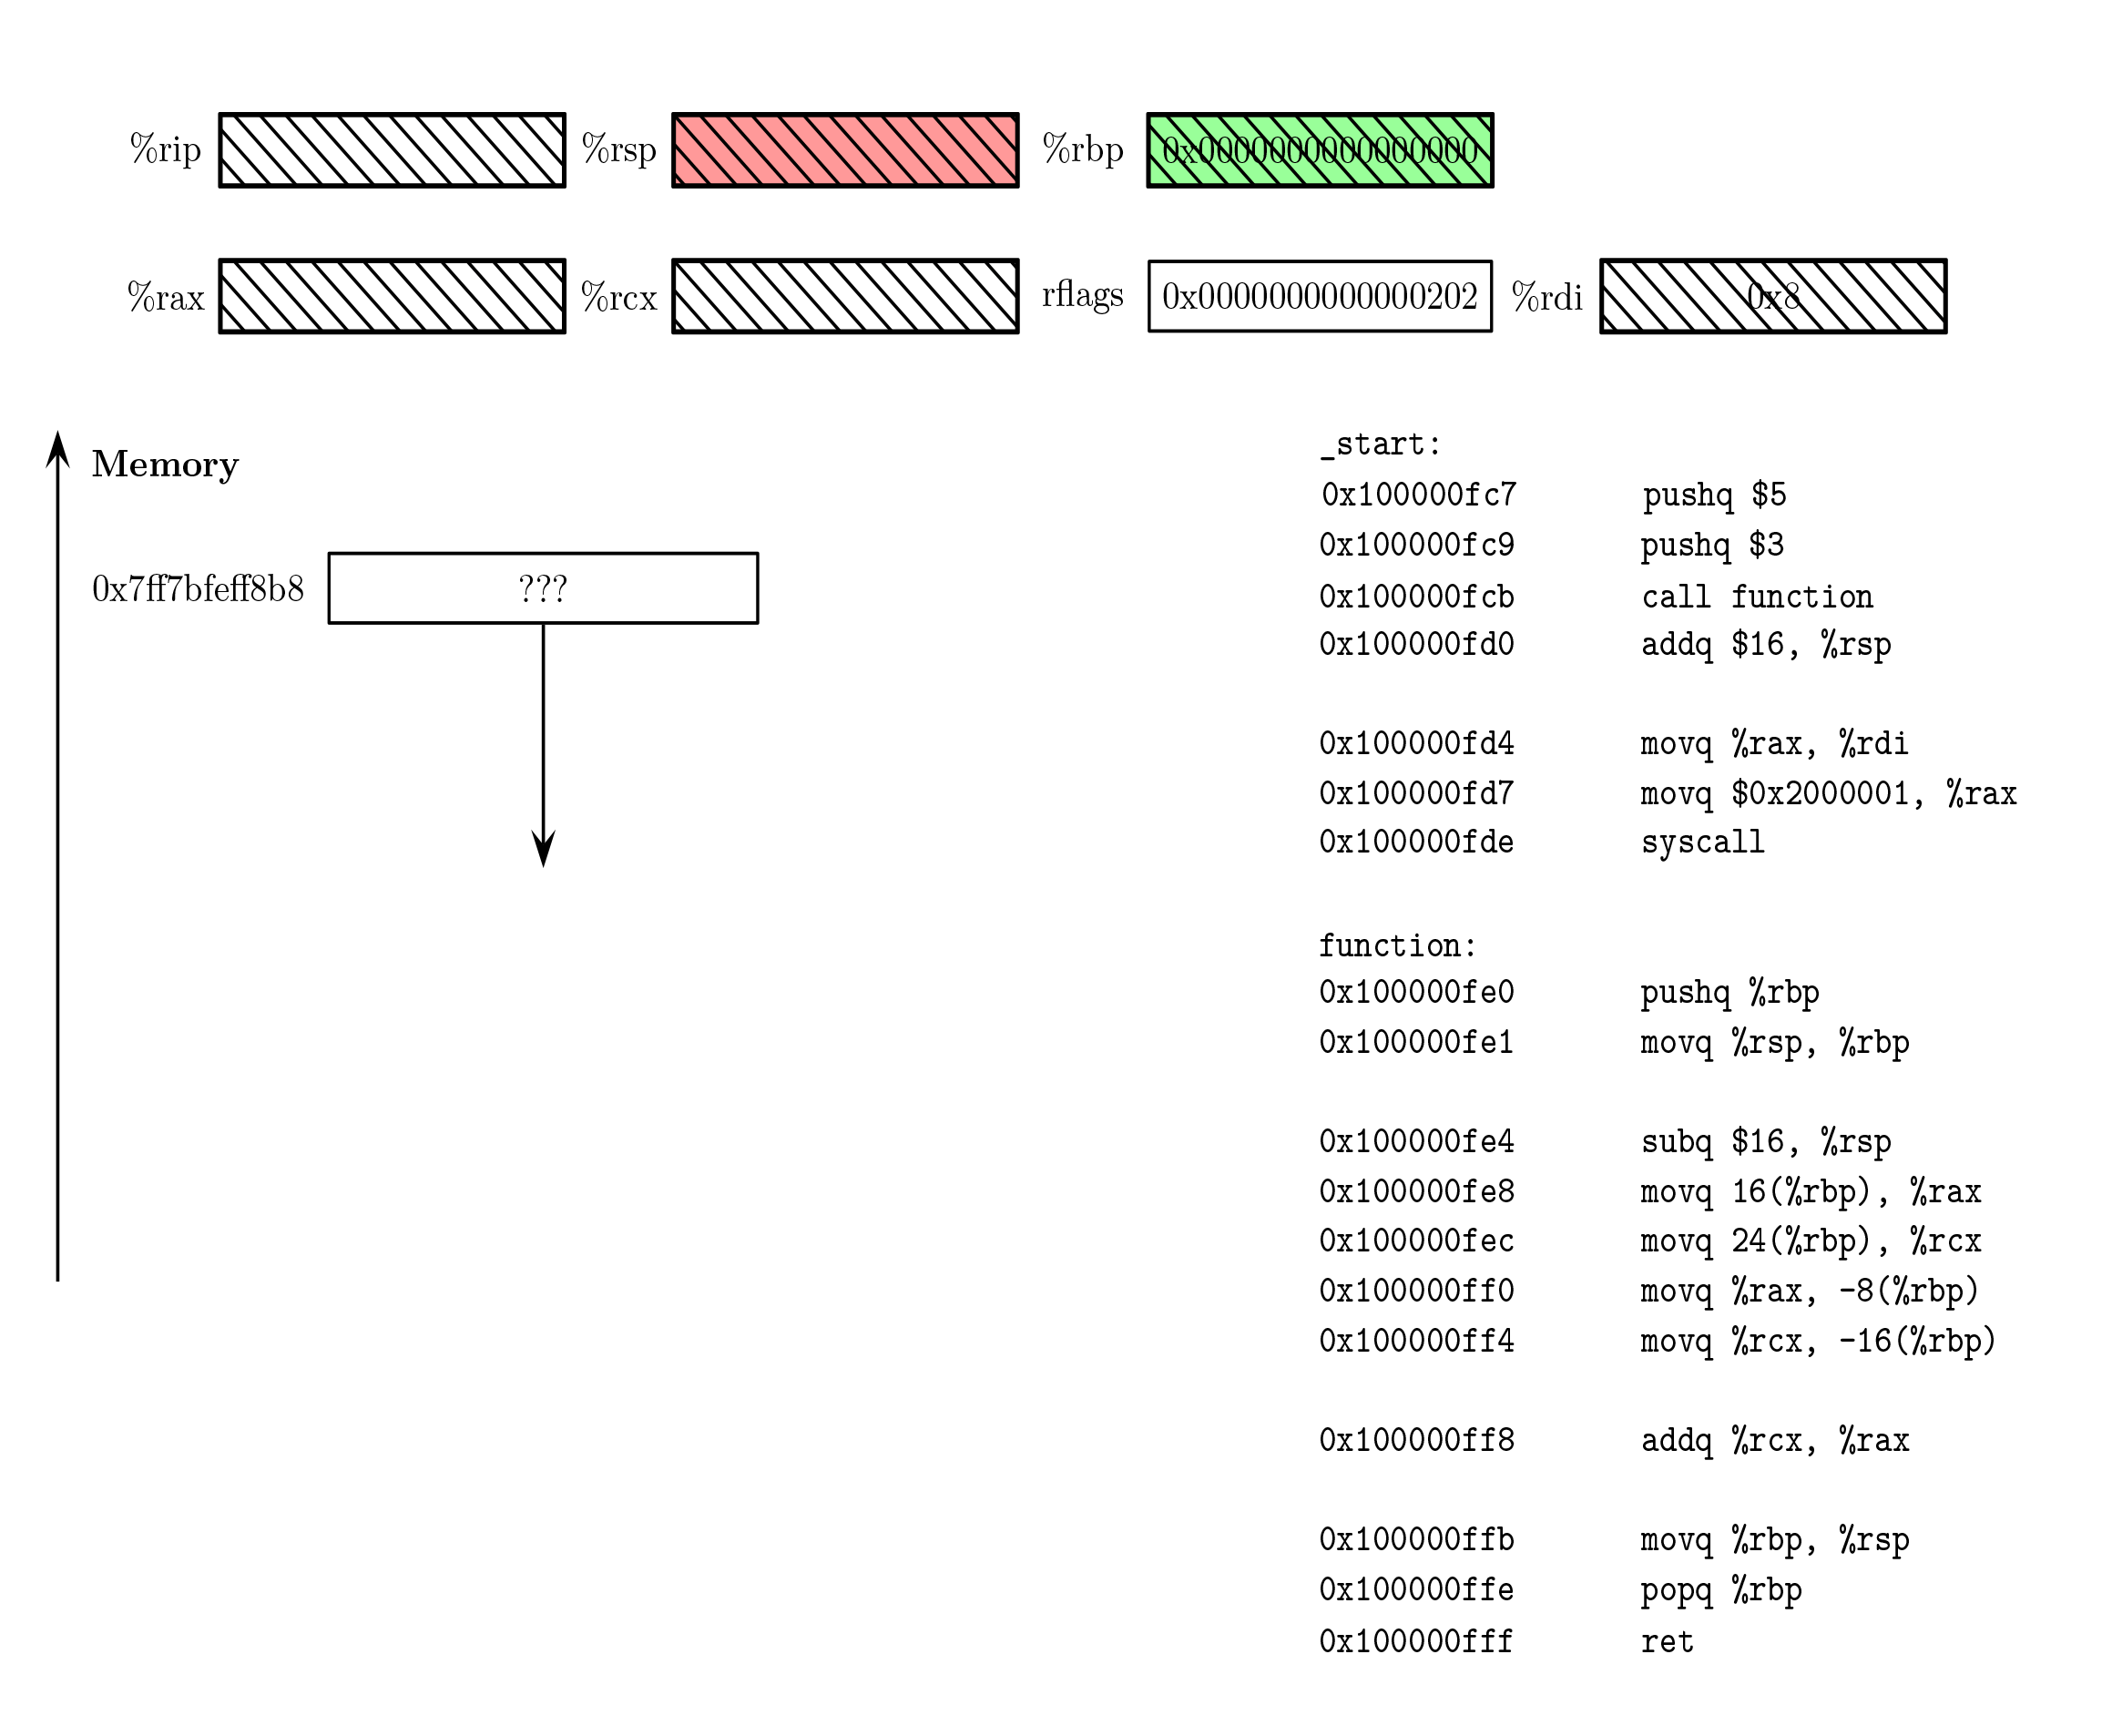 %rip %rsp %rbp 0x0000000000000000
%rax %rcx rflags 0x0000000000000202 %rdi 0x8
Memory
0x7ff7bfeff8b8 ???
_start:
0x100000fc7 pushq $5
0x100000fc9 pushq $3
0x100000fcb call function
0x100000fd0 addq $16, %rsp
0x100000fd4 movq %rax, %rdi
0x100000fd7 movq $0x2000001, %rax
0x100000fde syscall
function:
0x100000fe0 pushq %rbp
0x100000fe1 movq %rsp, %rbp
0x100000fe4 subq $16, %rsp
0x100000fe8 movq 16(%rbp), %rax
0x100000fec movq 24(%rbp), %rcx
0x100000ff0 movq %rax, -8(%rbp)
0x100000ff4 movq %rcx, -16(%rbp)
0x100000ff8 addq %rcx, %rax
0x100000ffb movq %rbp, %rsp
0x100000ffe popq %rbp
0x100000fff ret